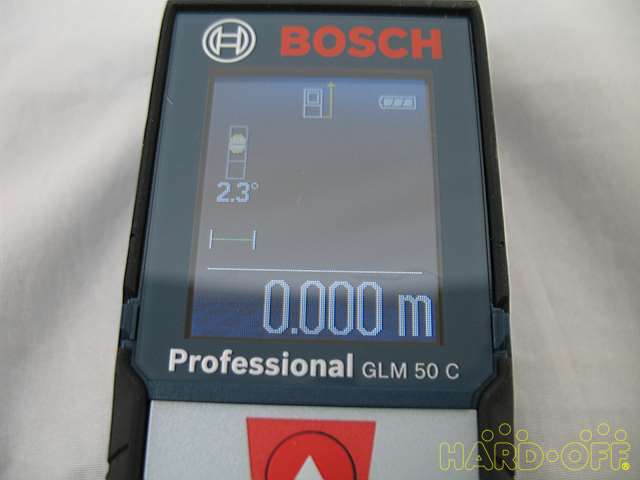 BOSCH
2.3°
0.000 m
Professional GLM 50 C
HARD-OFF